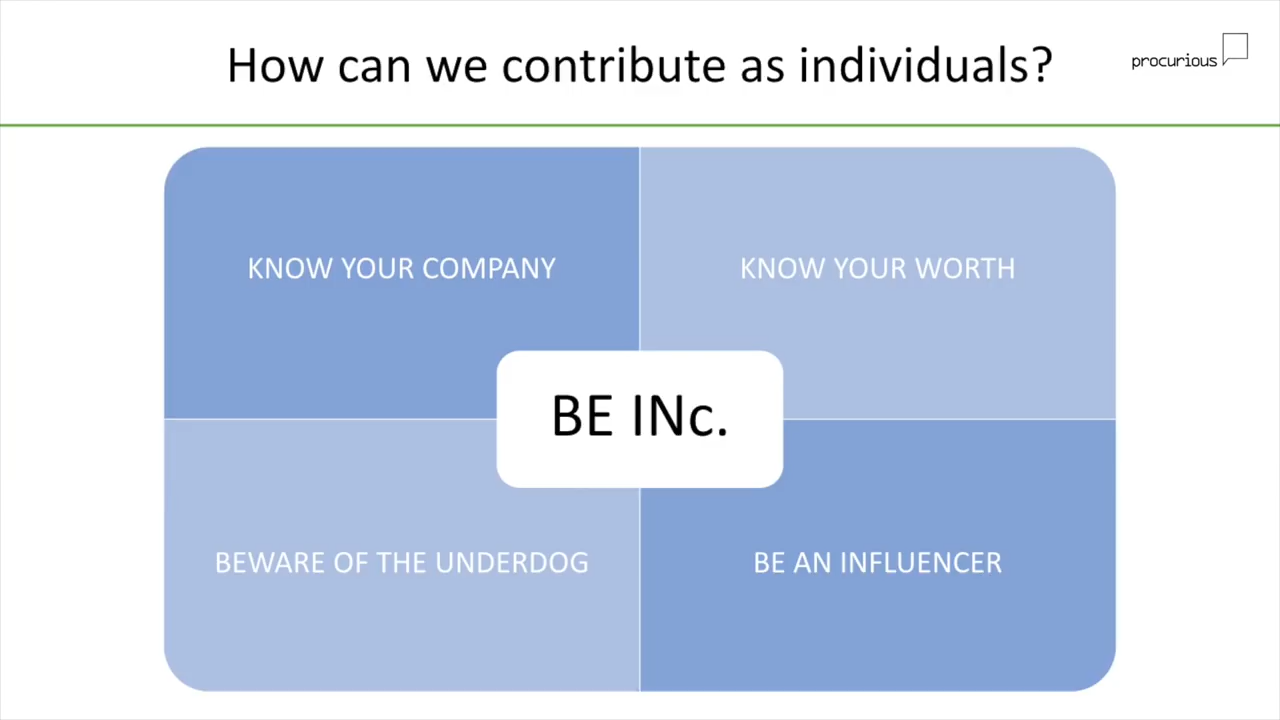 How can we contribute as individuals?
procurious
KNOW YOUR COMPANY
KNOW YOUR WORTH
BE INc.
BEWARE OF THE UNDERDOG
BE AN INFLUENCER